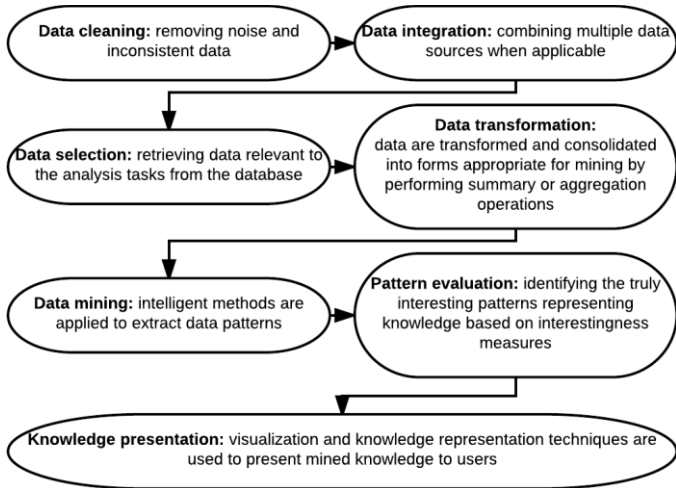 Data cleaning: removing noise and
inconsistent data
Data integration: combining multiple data
sources when applicable
Data selection: retrieving data relevant to
the analysis tasks from the database
Data transformation:
data are transformed and consolidated
into forms appropriate for mining by
performing summary or aggregation
operations
Data mining: intelligent methods are
applied to extract data patterns
Pattern evaluation: identifying the truly
interesting patterns representing
knowledge based on interestingness
measures
Knowledge presentation: visualization and knowledge representation techniques are
used to present mined knowledge to users